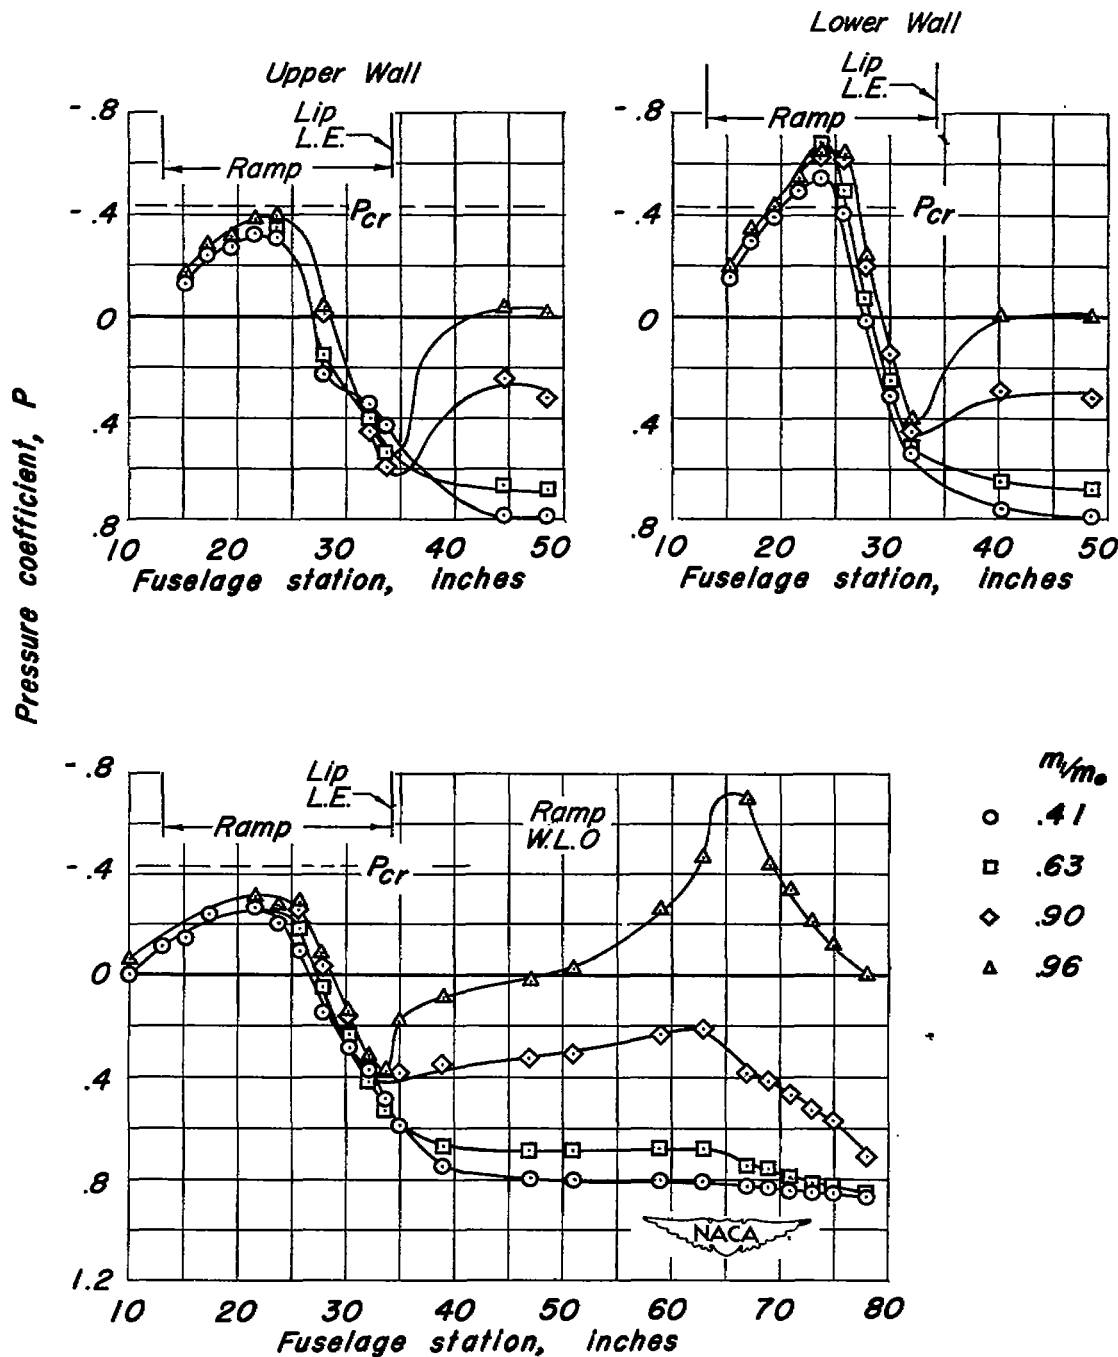 Lower Wall
Lip
L.E.
Ramp
Upper Wall
Lip
L.E.
Ramp
-.8
-.4
0
.4
.8
Pcr
10 20 30 40 50
Fuselage station, inches
-.8
-.4
0
.4
.8
Pcr
10 20 30 40 50
Fuselage station, inches
Pressure coefficient, P
-.8
-.4
0
.4
.8
1.2
Lip
L.E.
Ramp
Ramp
W.L.O
Pcr
NACA
10 20 30 40 50 60 70 80
Fuselage station, inches
m₁/m₀
.41
.63
.90
.96